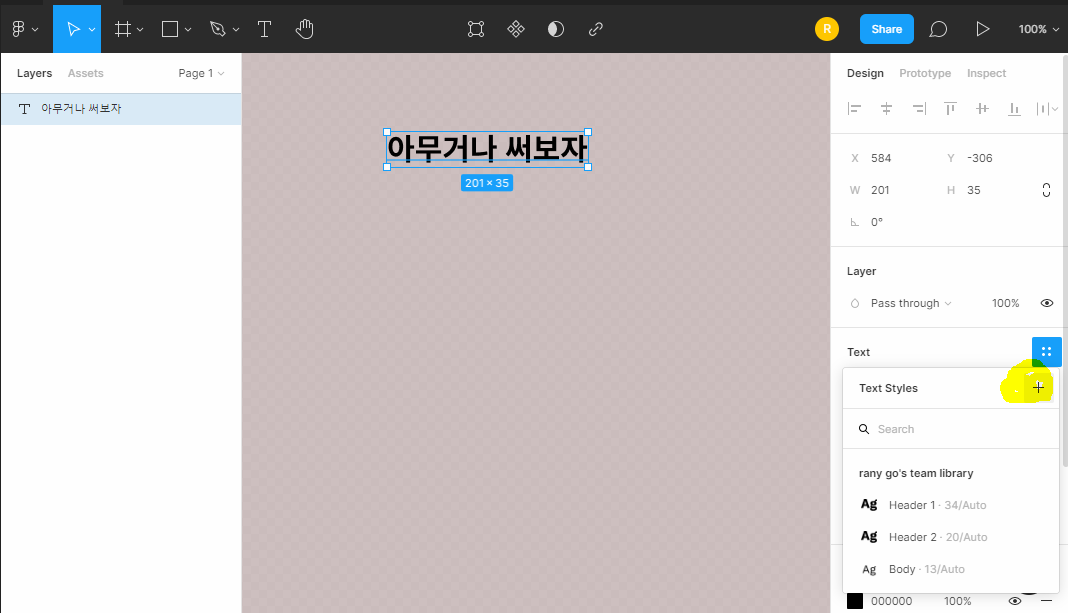 R
Share
100%
Layers
Assets
Page 1
아무거나 써보자
아무거나 써보자
201 × 35
Design
Prototype
Inspect
X 584
Y -306
W 201
H 35
0°
Layer
Pass through
100%
Text
Text Styles
Search
rany go's team library
Ag Header 1 · 34/Auto
Ag Header 2 · 20/Auto
Ag Body · 13/Auto
000000
100%